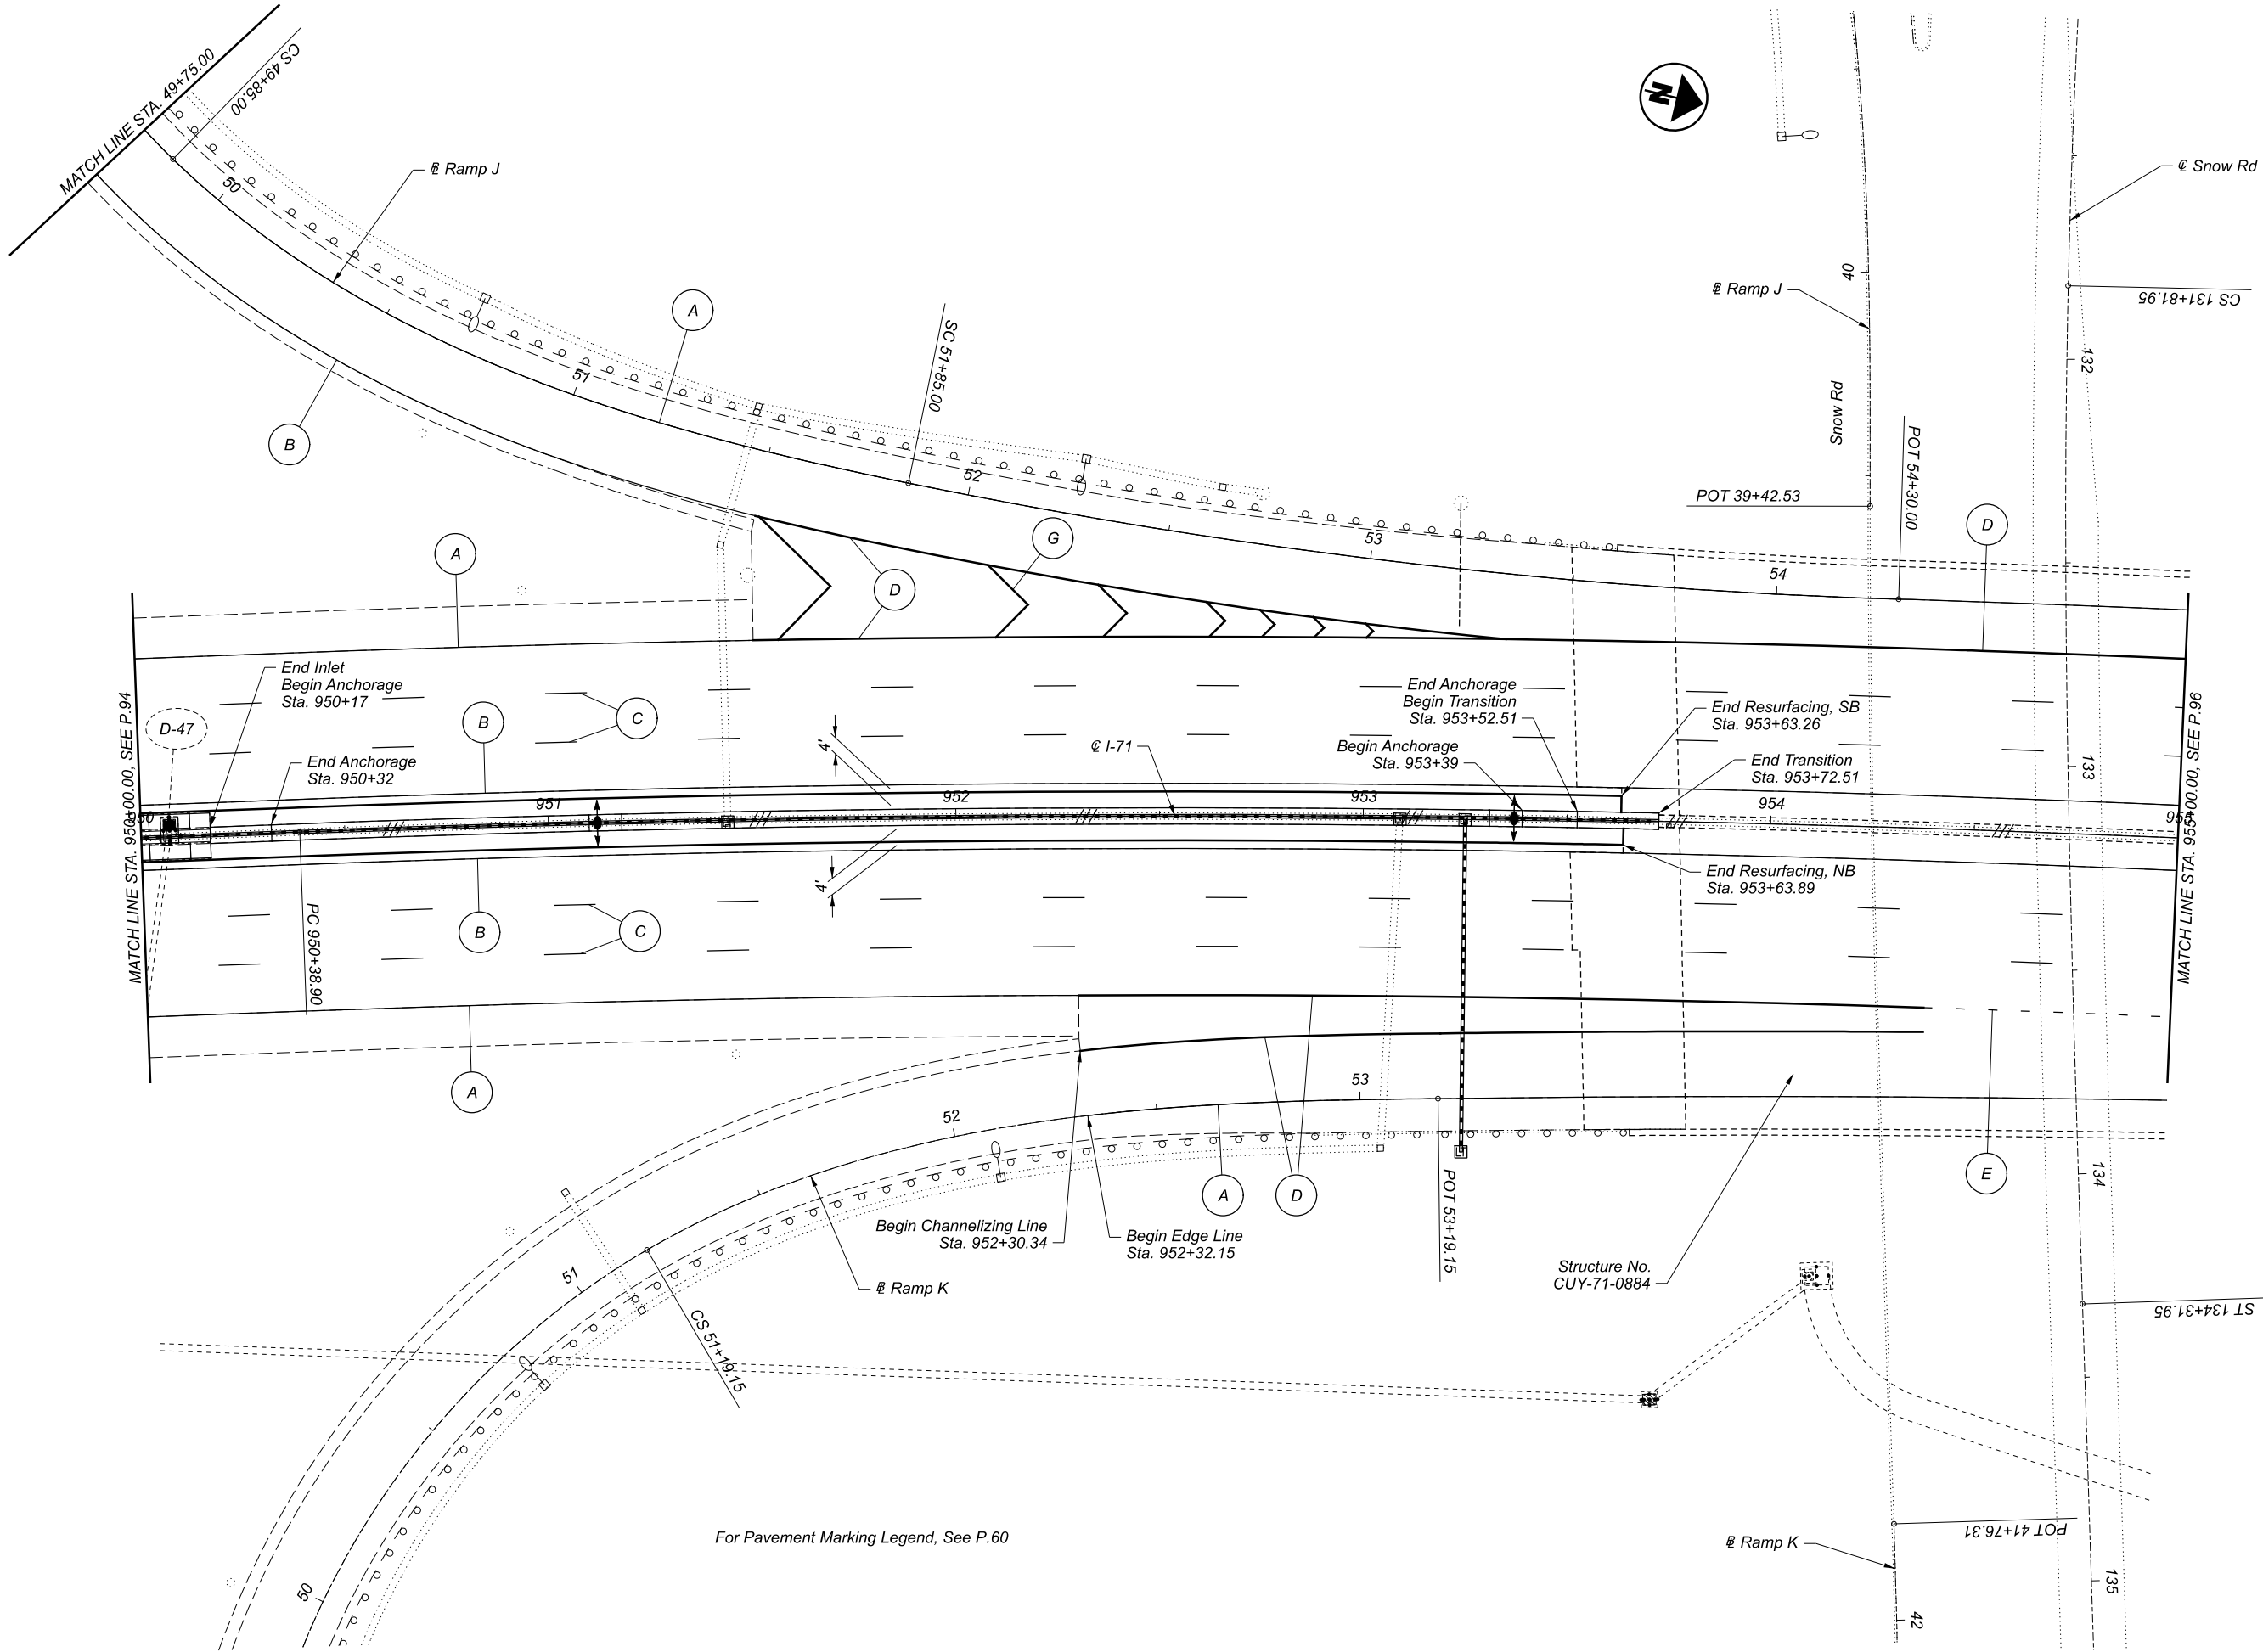 MATCH LINE STA. 49+75.00
CS 49+85.00
N
℄ Snow Rd
B Ramp J
50
A
B
51
SC 51+85.00
52
B Ramp J
40
CS 131+81.95
132
Snow Rd
POT 39+42.53
POT 54+30.00
D
A
G
D
53
54
MATCH LINE STA. 950+00.00, SEE P.94
D-47
End Inlet
Begin Anchorage
Sta. 950+17
B
C
End Anchorage
Sta. 950+32
4'
℄ I-71
End Anchorage
Begin Transition
Sta. 953+52.51
Begin Anchorage
Sta. 953+39
End Resurfacing, SB
Sta. 953+63.26
End Transition
Sta. 953+72.51
133
MATCH LINE STA. 955+00.00, SEE P.96
950
951
952
953
954
955
4'
End Resurfacing, NB
Sta. 953+63.89
B
C
PC 950+38.90
A
53
52
A
D
E
134
POT 53+19.15
Begin Channelizing Line
Sta. 952+30.34
Begin Edge Line
Sta. 952+32.15
51
B Ramp K
CS 51+19.15
Structure No.
CUY-71-0884
ST 134+31.95
For Pavement Marking Legend, See P.60
B Ramp K
POT 41+76.31
50
42
135